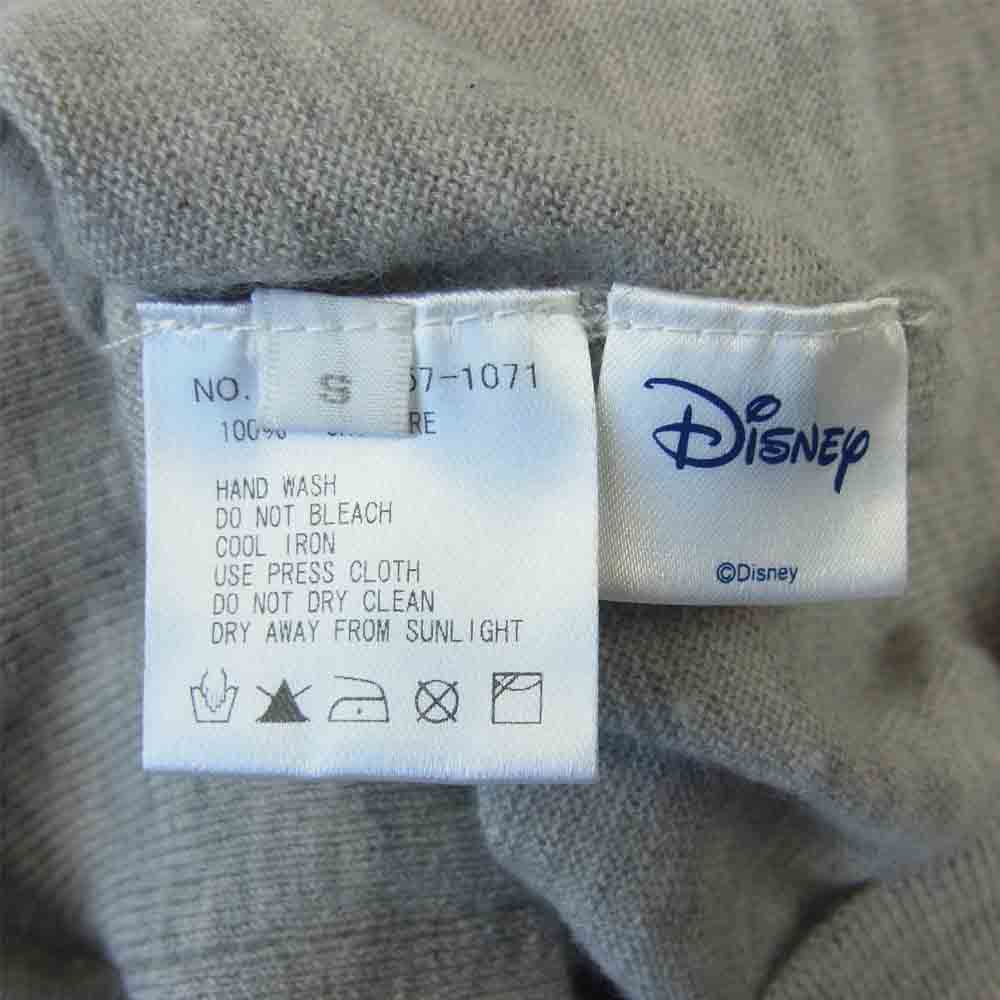 NO. 57-1071
S
100%
HAND WASH
DO NOT BLEACH
COOL IRON
USE PRESS CLOTH
DO NOT DRY CLEAN
DRY AWAY FROM SUNLIGHT
DISNEY
©Disney